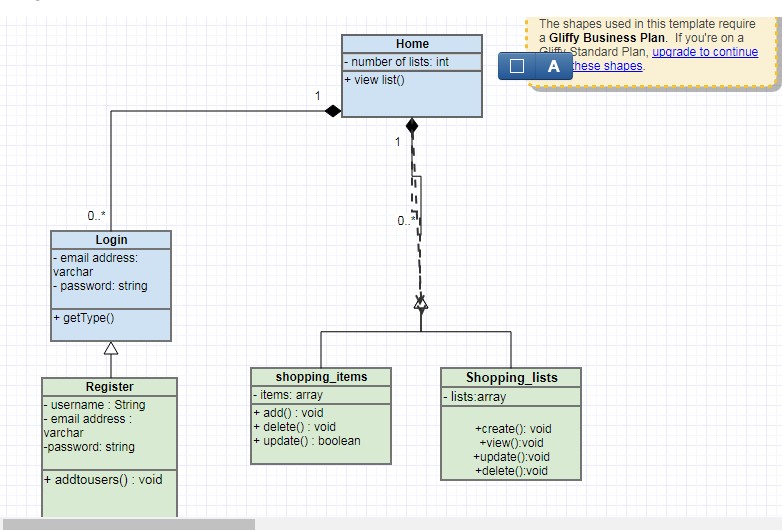 The shapes used in this template require
a Gliffy Business Plan. If you're on a
Gliffy Standard Plan, upgrade to continue
these shapes.
A
Home
- number of lists: int
+ view list()
1
1
0..*
0..*
Login
- email address:
varchar
- password: string
+ getType()
Register
- username : String
- email address :
varchar
-password: string
+ addtousers() : void
shopping_items
- items: array
+ add() : void
+ delete() : void
+ update() : boolean
Shopping_lists
- lists:array
+create(): void
+view():void
+update():void
+delete():void